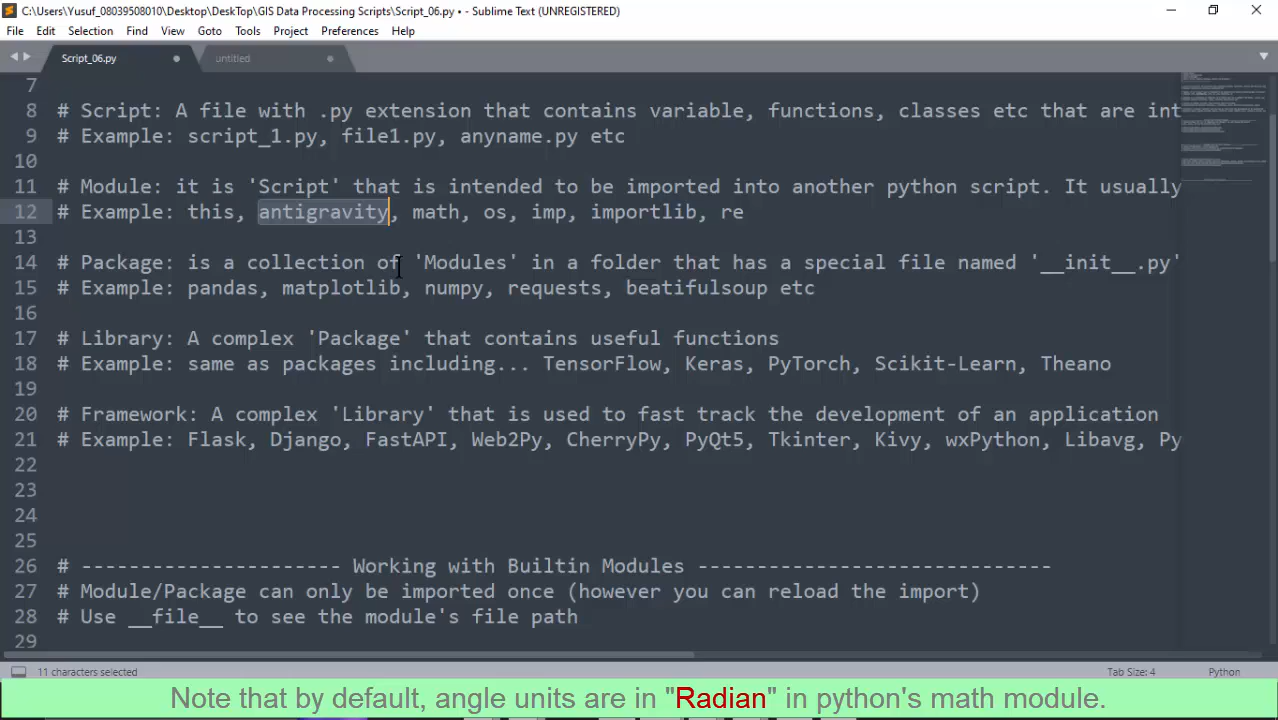 C:\Users\Yusuf_08039508010\Desktop\DeskTop\GIS Data Processing Scripts\Script_06.py • - Sublime Text (UNREGISTERED)
File Edit Selection Find View Goto Tools Project Preferences Help
Script_06.py untitled
7
8 # Script: A file with .py extension that contains variable, functions, classes etc that are int
9 # Example: script_1.py, file1.py, anyname.py etc
10
11 # Module: it is 'Script' that is intended to be imported into another python script. It usually
12 # Example: this, antigravity, math, os, imp, importlib, re
13
14 # Package: is a collection of 'Modules' in a folder that has a special file named '__init__.py'
15 # Example: pandas, matplotlib, numpy, requests, beatifulsoup etc
16
17 # Library: A complex 'Package' that contains useful functions
18 # Example: same as packages including... TensorFlow, Keras, PyTorch, Scikit-Learn, Theano
19
20 # Framework: A complex 'Library' that is used to fast track the development of an application
21 # Example: Flask, Django, FastAPI, Web2Py, CherryPy, PyQt5, Tkinter, Kivy, wxPython, Libavg, Py
22
23
24
25
26 # ---------------------- Working with Builtin Modules ------------------------------
27 # Module/Package can only be imported once (however you can reload the import)
28 # Use __file__ to see the module's file path
29
11 characters selected Tab Size: 4 Python
Note that by default, angle units are in "Radian" in python's math module.